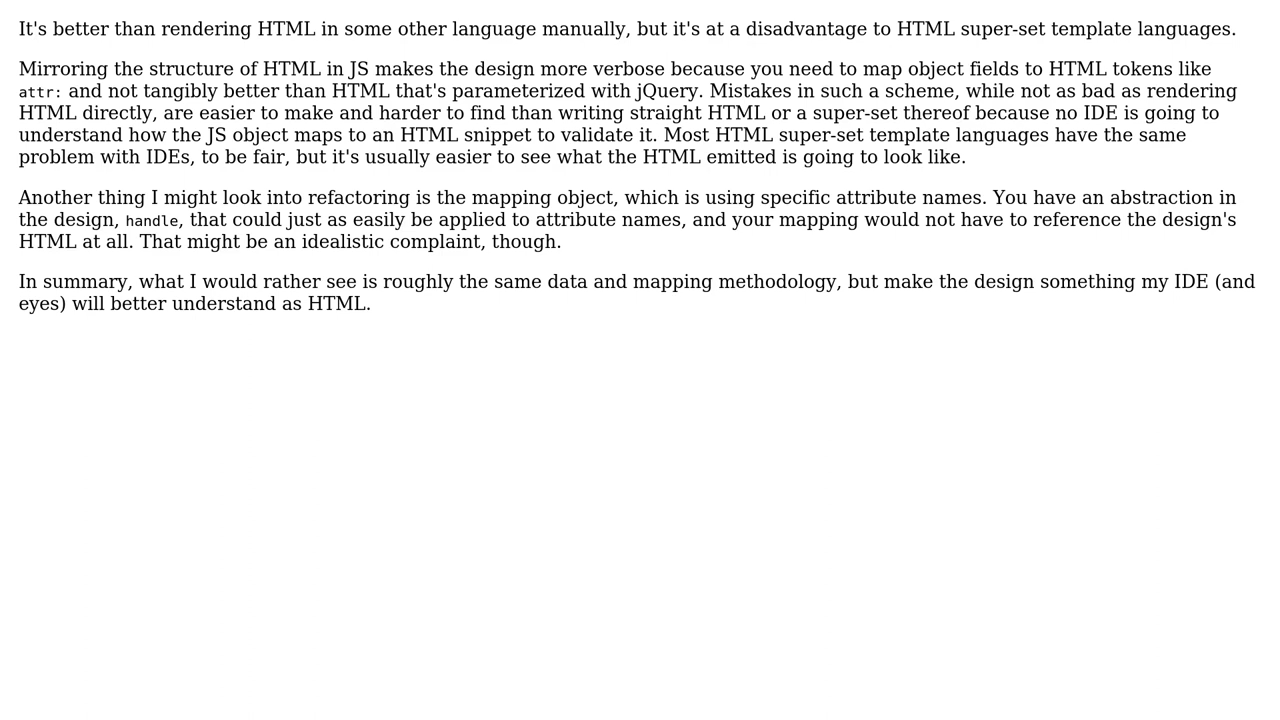 It's better than rendering HTML in some other language manually, but it's at a disadvantage to HTML super-set template languages.
Mirroring the structure of HTML in JS makes the design more verbose because you need to map object fields to HTML tokens like
attr: and not tangibly better than HTML that's parameterized with jQuery. Mistakes in such a scheme, while not as bad as rendering
HTML directly, are easier to make and harder to find than writing straight HTML or a super-set thereof because no IDE is going to
understand how the JS object maps to an HTML snippet to validate it. Most HTML super-set template languages have the same
problem with IDEs, to be fair, but it's usually easier to see what the HTML emitted is going to look like.
Another thing I might look into refactoring is the mapping object, which is using specific attribute names. You have an abstraction in
the design, handle, that could just as easily be applied to attribute names, and your mapping would not have to reference the design's
HTML at all. That might be an idealistic complaint, though.
In summary, what I would rather see is roughly the same data and mapping methodology, but make the design something my IDE (and
eyes) will better understand as HTML.